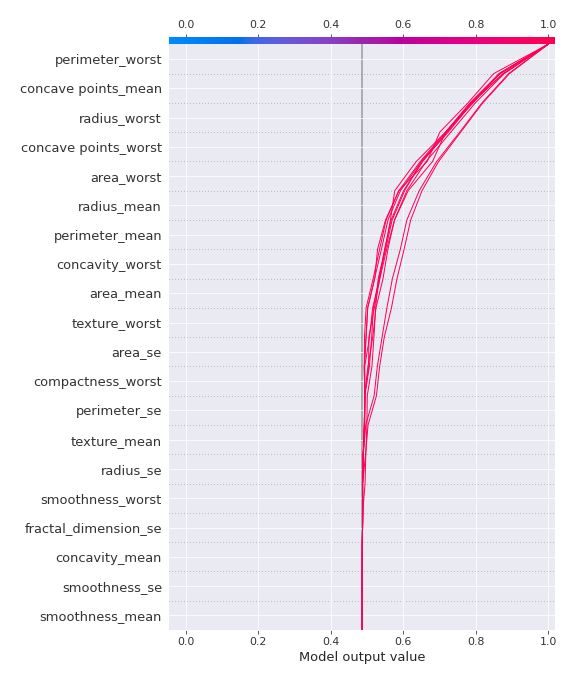 0.0 0.2 0.4 0.6 0.8 1.0
perimeter_worst
concave points_mean
radius_worst
concave points_worst
area_worst
radius_mean
perimeter_mean
concavity_worst
area_mean
texture_worst
area_se
compactness_worst
perimeter_se
texture_mean
radius_se
smoothness_worst
fractal_dimension_se
concavity_mean
smoothness_se
smoothness_mean
0.0 0.2 0.4 0.6 0.8 1.0
Model output value